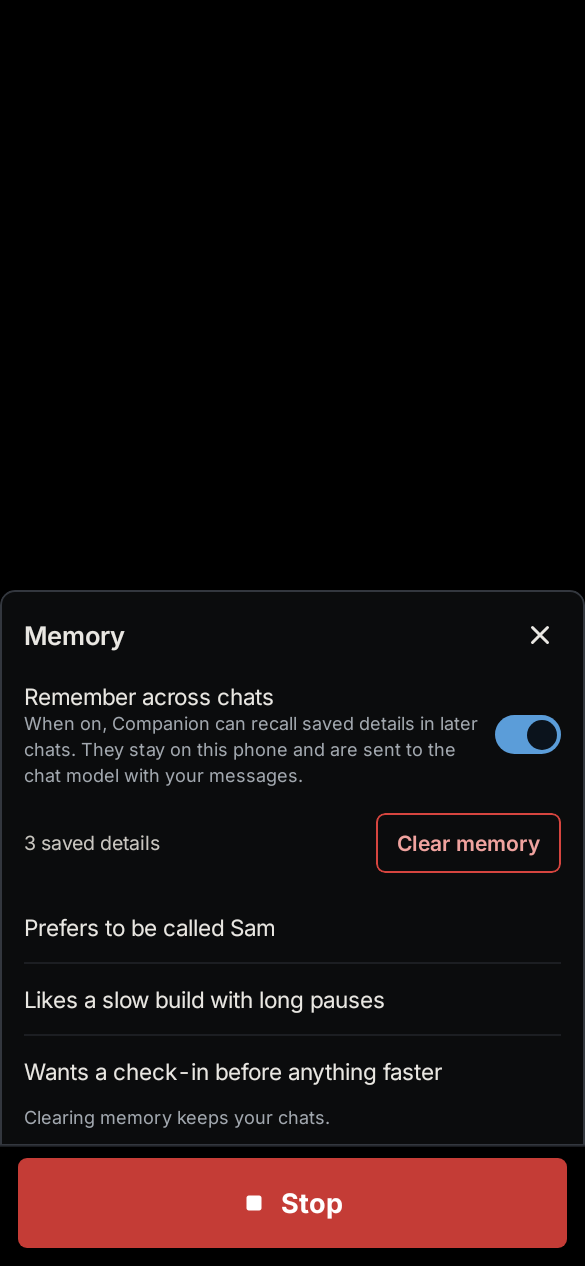 Memory
Remember across chats
When on, Companion can recall saved details in later
chats. They stay on this phone and are sent to the
chat model with your messages.
3 saved details
Clear memory
Prefers to be called Sam
Likes a slow build with long pauses
Wants a check-in before anything faster
Clearing memory keeps your chats.
Stop